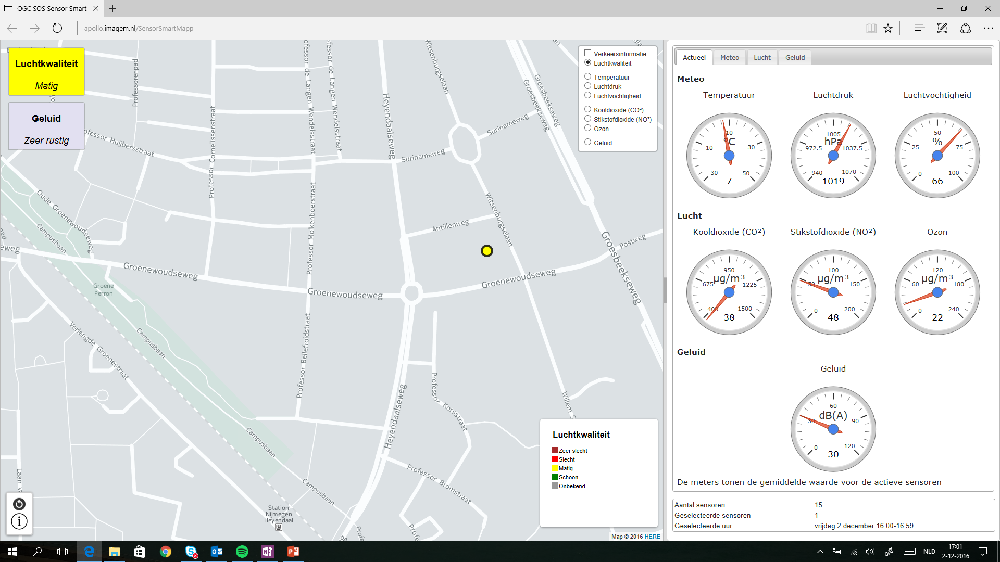 OGC SOS Sensor Smart
apollo.imagem.nl/SensorSmartMapp
Luchtkwaliteit
Matig
Geluid
Zeer rustig
Verkeersinformatie
Luchtkwaliteit
Temperatuur
Luchtdruk
Luchtvochtigheid
Kooldioxide (CO²)
Stikstofdioxide (NO²)
Ozon
Geluid
Professorenpad
Professor Huijbersstraat
Professor Cornelissenstraat
Professor de Langen Wendelsstraat
Professor de Langen Wendelsstraat
Heyendaalseweg
Witsenburgselaan
Groesbeekseweg
Groesbeekseweg
Surinameweg
Surinameweg
Professor Molkenboerstraat
Oude Groenewoudseweg
Campusbaan
Antillenweg
Witsenburgselaan
Groesbeekseweg
Postweg
Groenewoudseweg
Groene
Perron
Groenewoudseweg
Groenewoudseweg
Verlengde Groenestraat
Campusbaan
Professor Bellefroidstraat
Heyendaalseweg
Professor Korsstraat
Willem S
Campusbaan
Professor Bromstraat
Campusbaan
Laan v
Station
Nijmegen
Heyendaal
Profe
Luchtkwaliteit
Zeer slecht
Slecht
Matig
Schoon
Onbekend
Map © 2016 HERE
Actueel Meteo Lucht Geluid
Meteo
Temperatuur Luchtdruk Luchtvochtigheid
-30 -10 10 30 50 °C 7
940 972.5 1005 1037.5 1070 hPa 1019
0 25 50 75 100 % 66
Lucht
Kooldioxide (CO²) Stikstofdioxide (NO²) Ozon
400 675 950 1225 1500 µg/m³ 38
0 50 100 150 200 µg/m³ 48
0 60 120 180 240 µg/m³ 22
Geluid
Geluid
0 30 60 90 120 dB(A) 30
De meters tonen de gemiddelde waarde voor de actieve sensoren
Aantal sensoren 15
Geselecteerde sensoren 1
Geselecteerde uur vrijdag 2 december 16:00-16:59
NLD
17:01
2-12-2016